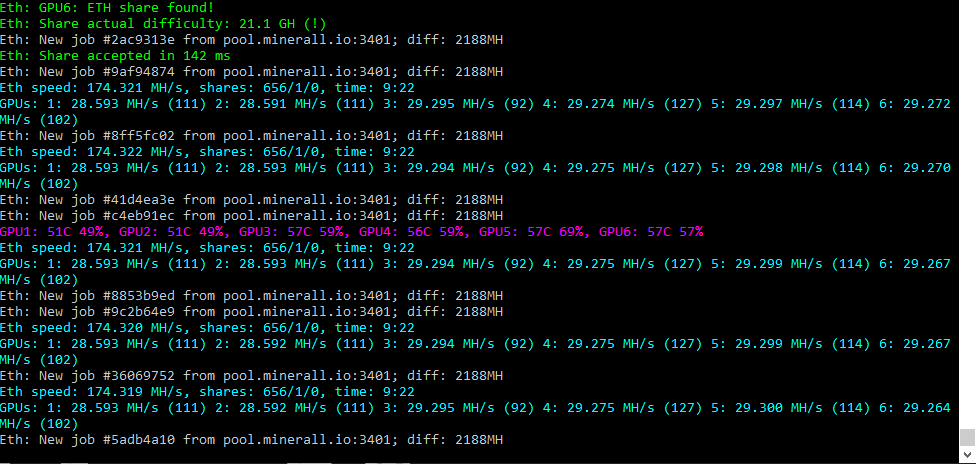 Eth: GPU6: ETH share found!
Eth: Share actual difficulty: 21.1 GH (!)
Eth: New job #2ac9313e from pool.minerall.io:3401; diff: 2188MH
Eth: Share accepted in 142 ms
Eth: New job #9af94874 from pool.minerall.io:3401; diff: 2188MH
Eth speed: 174.321 MH/s, shares: 656/1/0, time: 9:22
GPUs: 1: 28.593 MH/s (111) 2: 28.591 MH/s (111) 3: 29.295 MH/s (92) 4: 29.274 MH/s (127) 5: 29.297 MH/s (114) 6: 29.272
MH/s (102)
Eth: New job #8ff5fc02 from pool.minerall.io:3401; diff: 2188MH
Eth speed: 174.322 MH/s, shares: 656/1/0, time: 9:22
GPUs: 1: 28.593 MH/s (111) 2: 28.593 MH/s (111) 3: 29.294 MH/s (92) 4: 29.275 MH/s (127) 5: 29.298 MH/s (114) 6: 29.270
MH/s (102)
Eth: New job #41d4ea3e from pool.minerall.io:3401; diff: 2188MH
Eth: New job #c4eb91ec from pool.minerall.io:3401; diff: 2188MH
GPU1: 51C 49%, GPU2: 51C 49%, GPU3: 57C 59%, GPU4: 56C 59%, GPU5: 57C 69%, GPU6: 57C 57%
Eth speed: 174.321 MH/s, shares: 656/1/0, time: 9:22
GPUs: 1: 28.593 MH/s (111) 2: 28.593 MH/s (111) 3: 29.294 MH/s (92) 4: 29.275 MH/s (127) 5: 29.299 MH/s (114) 6: 29.267
MH/s (102)
Eth: New job #8853b9ed from pool.minerall.io:3401; diff: 2188MH
Eth: New job #9c2b64e9 from pool.minerall.io:3401; diff: 2188MH
Eth speed: 174.320 MH/s, shares: 656/1/0, time: 9:22
GPUs: 1: 28.593 MH/s (111) 2: 28.592 MH/s (111) 3: 29.294 MH/s (92) 4: 29.275 MH/s (127) 5: 29.299 MH/s (114) 6: 29.267
MH/s (102)
Eth: New job #36069752 from pool.minerall.io:3401; diff: 2188MH
Eth speed: 174.319 MH/s, shares: 656/1/0, time: 9:22
GPUs: 1: 28.593 MH/s (111) 2: 28.592 MH/s (111) 3: 29.295 MH/s (92) 4: 29.275 MH/s (127) 5: 29.300 MH/s (114) 6: 29.264
MH/s (102)
Eth: New job #5adb4a10 from pool.minerall.io:3401; diff: 2188MH